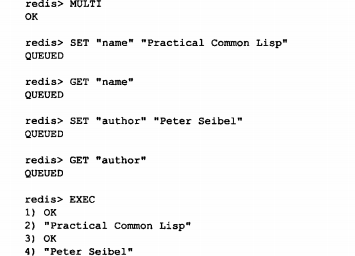 redis> MULTI
OK
redis> SET "name" "Practical Common Lisp"
QUEUED
redis> GET "name"
QUEUED
redis> SET "author" "Peter Seibel"
QUEUED
redis> GET "author"
QUEUED
redis> EXEC
1) OK
2) "Practical Common Lisp"
3) OK
4) "Peter Seibel"